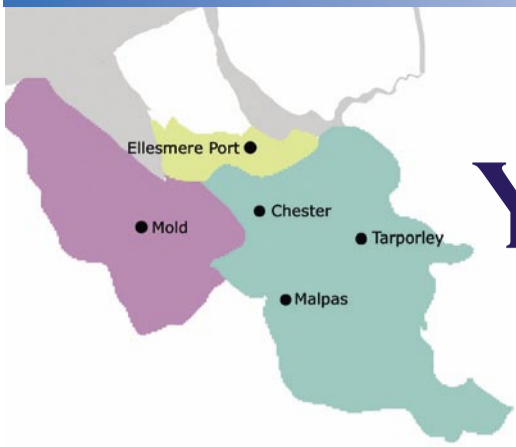 Ellesmere Port
Chester
Mold
Tarporley
Malpas
Y